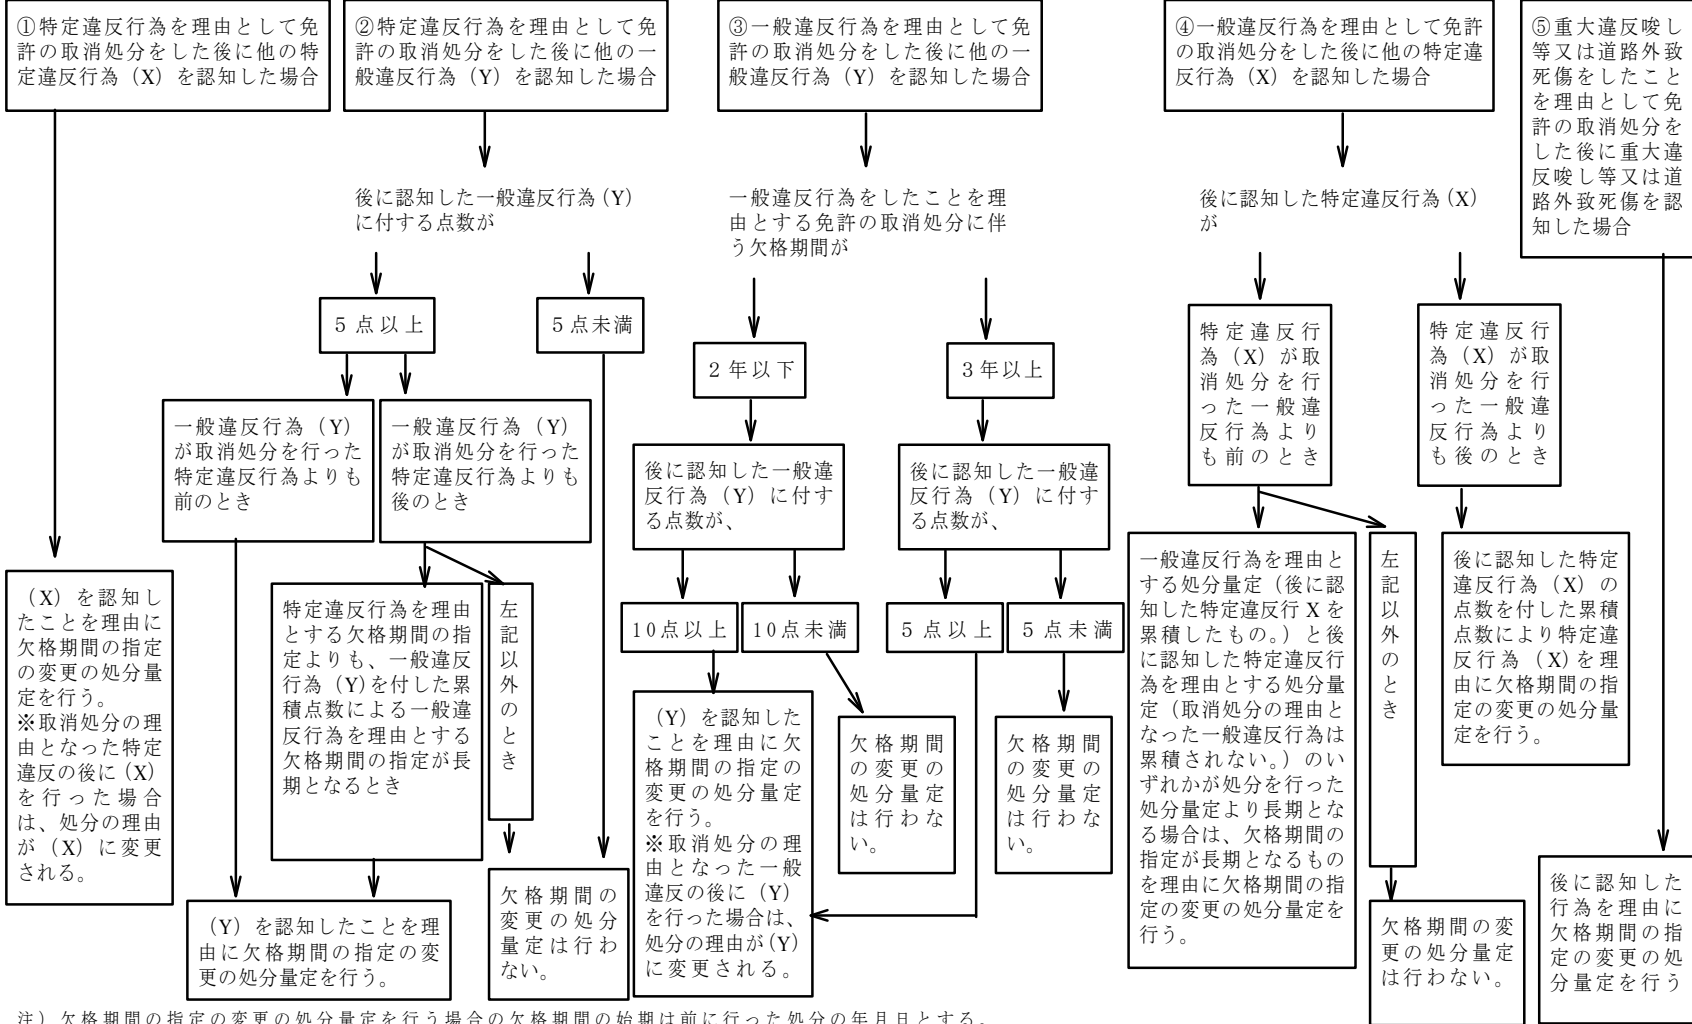 ①特定違反行為を理由として免
許の取消処分をした後に他の特
定違反行為（X）を認知した場合
②特定違反行為を理由として免
許の取消処分をした後に他の一
般違反行為（Y）を認知した場合
③一般違反行為を理由として免
許の取消処分をした後に他の一
般違反行為（Y）を認知した場合
④一般違反行為を理由として免許
の取消処分をした後に他の特定違
反行為（X）を認知した場合
⑤重大違反唆し
等又は道路外致
死傷をしたこと
を理由として免
許の取消処分を
した後に重大違
反唆し等又は道
路外致死傷を認
知した場合
後に認知した一般違反行為（Y）
に付する点数が
一般違反行為をしたことを理
由とする免許の取消処分に伴
う欠格期間が
後に認知した特定違反行為（X）
が
5点以上
5点未満
2年以下
3年以上
特定違反行
為（X）が取
消処分を行
った一般違
反行為より
も前のとき
特定違反行
為（X）が取
消処分を行
った一般違
反行為より
も後のとき
一般違反行為（Y）
が取消処分を行った
特定違反行為よりも
前のとき
一般違反行為（Y）
が取消処分を行った
特定違反行為よりも
後のとき
後に認知した一般違
反行為（Y）に付す
る点数が、
後に認知した一般違
反行為（Y）に付す
る点数が、
（X）を認知し
たことを理由に
欠格期間の指定
の変更の処分量
定を行う。
※取消処分の理
由となった特定
違反の後に（X）
を行った場合
は、処分の理由
が（X）に変更
される。
特定違反行為を理由
とする欠格期間の指
定よりも、一般違反
行為（Y）を付した累
積点数による一般違
反行為を理由とする
欠格期間の指定が長
期となるとき
左記以外のとき
10点以上
10点未満
5点以上
5点未満
一般違反行為を理由と
する処分量定（後に認
知した特定違反行Xを
累積したもの。）と後
に認知した特定違反行
為を理由とする処分量
定（取消処分の理由と
なった一般違反行為は
累積されない。）のい
ずれかが処分を行った
処分量定より長期とな
る場合は、欠格期間の
指定が長期となるもの
を理由に欠格期間の指
定の変更の処分量定を
行う。
左記以外のとき
後に認知した特定
違反行為（X）の
点数を付した累積
点数により特定違
反行為（X）を理
由に欠格期間の指
定の変更の処分量
定を行う。
（Y）を認知した
ことを理由に欠
格期間の指定の
変更の処分量定
を行う。
※取消処分の理
由となった一般
違反の後に（Y）
を行った場合は、
処分の理由が（Y）
に変更される。
欠格期間
の変更の
処分量定
は行わな
い。
欠格期間
の変更の
処分量定
は行わな
い。
（Y）を認知したことを理
由に欠格期間の指定の変
更の処分量定を行う。
欠格期間の
変更の処分
量定は行わ
ない。
欠格期間の変
更の処分量定
は行わない。
後に認知した
行為を理由に
欠格期間の指
定の変更の処
分量定を行う
注）欠格期間の指定の変更の処分量定を行う場合の欠格期間の始期は前に行った処分の年月日とする。